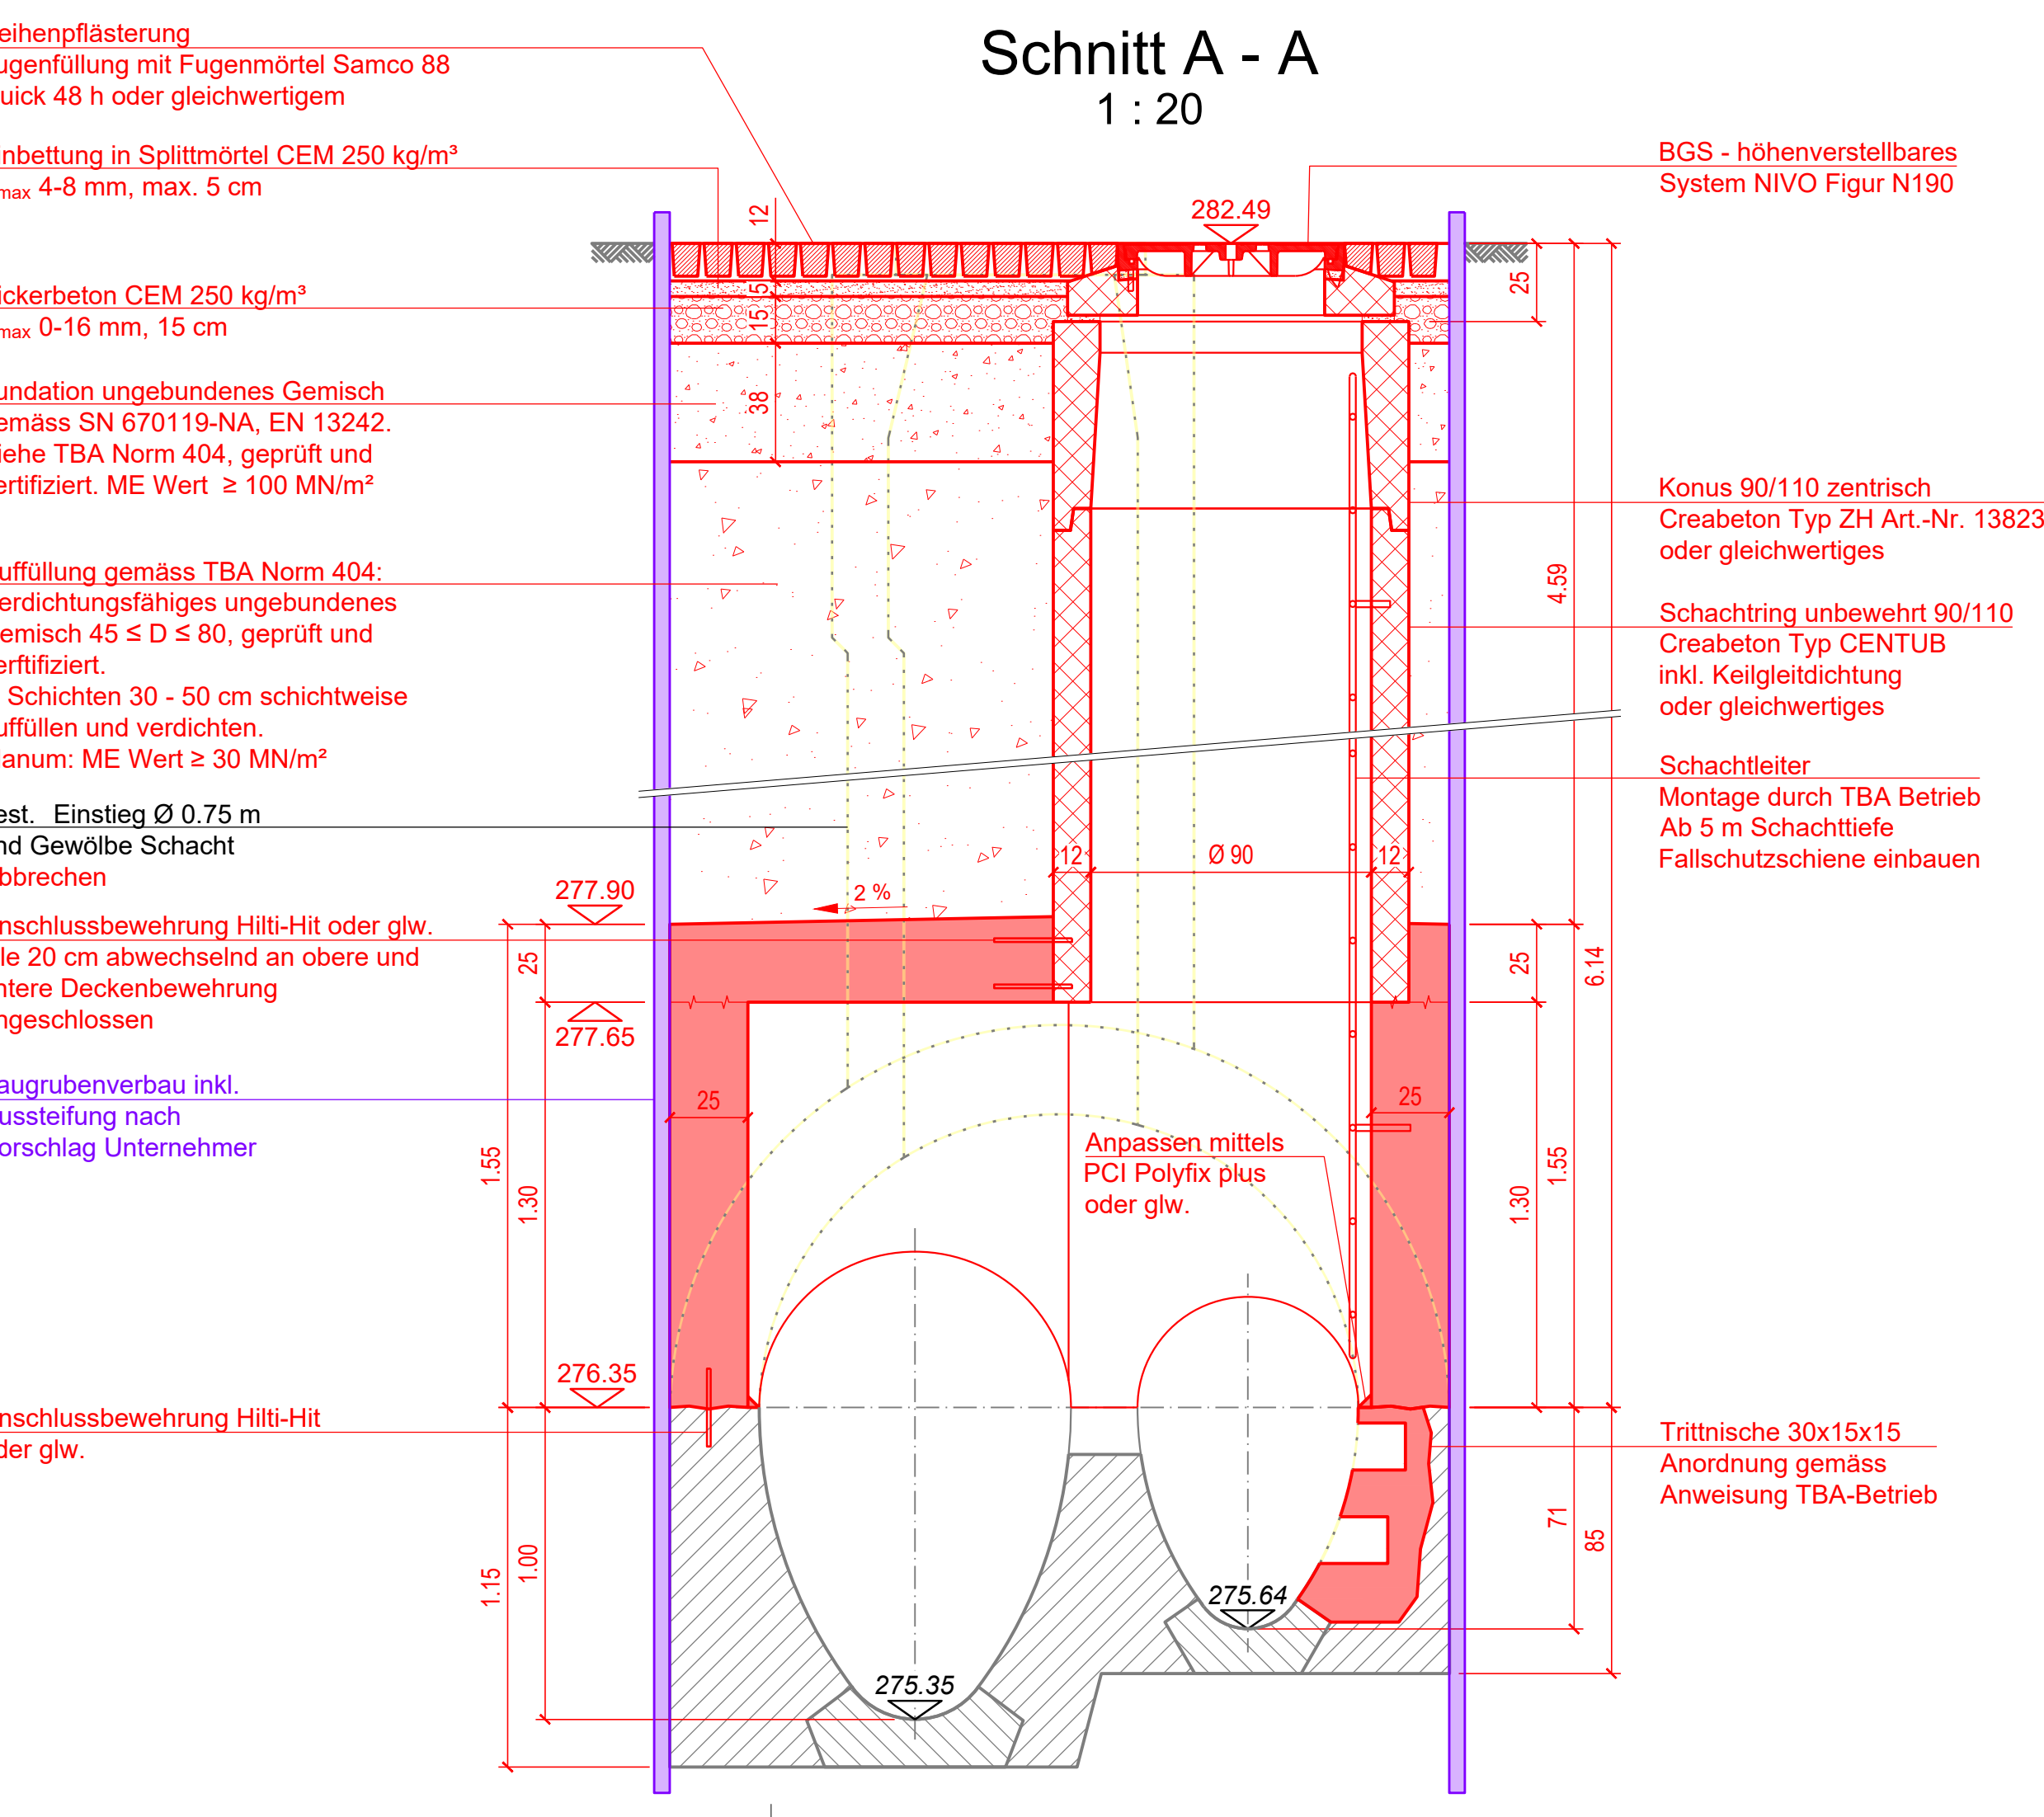 Schnitt A - A
1 : 20
eihenpflästerung
ugenfüllung mit Fugenmörtel Samco 88
uick 48 h oder gleichwertigem
inbettung in Splittmörtel CEM 250 kg/m³
max 4-8 mm, max. 5 cm
ickerbeton CEM 250 kg/m³
max 0-16 mm, 15 cm
undation ungebundenes Gemisch
emäss SN 670119-NA, EN 13242.
iehe TBA Norm 404, geprüft und
ertifiziert. ME Wert ≥ 100 MN/m²
uffüllung gemäss TBA Norm 404:
erdichtungsfähiges ungebundenes
emisch 45 ≤ D ≤ 80, geprüft und
erftifiziert.
Schichten 30 - 50 cm schichtweise
uffüllen und verdichten.
lanum: ME Wert ≥ 30 MN/m²
est. Einstieg Ø 0.75 m
nd Gewölbe Schacht
bbrechen
nschlussbewehrung Hilti-Hit oder glw.
lle 20 cm abwechselnd an obere und
ntere Deckenbewehrung
ngeschlossen
augrubenverbau inkl.
ussteifung nach
orschlag Unternehmer
nschlussbewehrung Hilti-Hit
der glw.
12
5
15
38
282.49
25
4.59
6.14
12
Ø 90
12
2 %
277.90
25
277.65
1.55
1.30
25
25
25
1.30
1.55
Anpassen mittels
PCI Polyfix plus
oder glw.
276.35
1.15
1.00
71
85
275.64
275.35
BGS - höhenverstellbares
System NIVO Figur N190
Konus 90/110 zentrisch
Creabeton Typ ZH Art.-Nr. 13823
oder gleichwertiges
Schachtring unbewehrt 90/110
Creabeton Typ CENTUB
inkl. Keilgleitdichtung
oder gleichwertiges
Schachtleiter
Montage durch TBA Betrieb
Ab 5 m Schachttiefe
Fallschutzschiene einbauen
Trittnische 30x15x15
Anordnung gemäss
Anweisung TBA-Betrieb